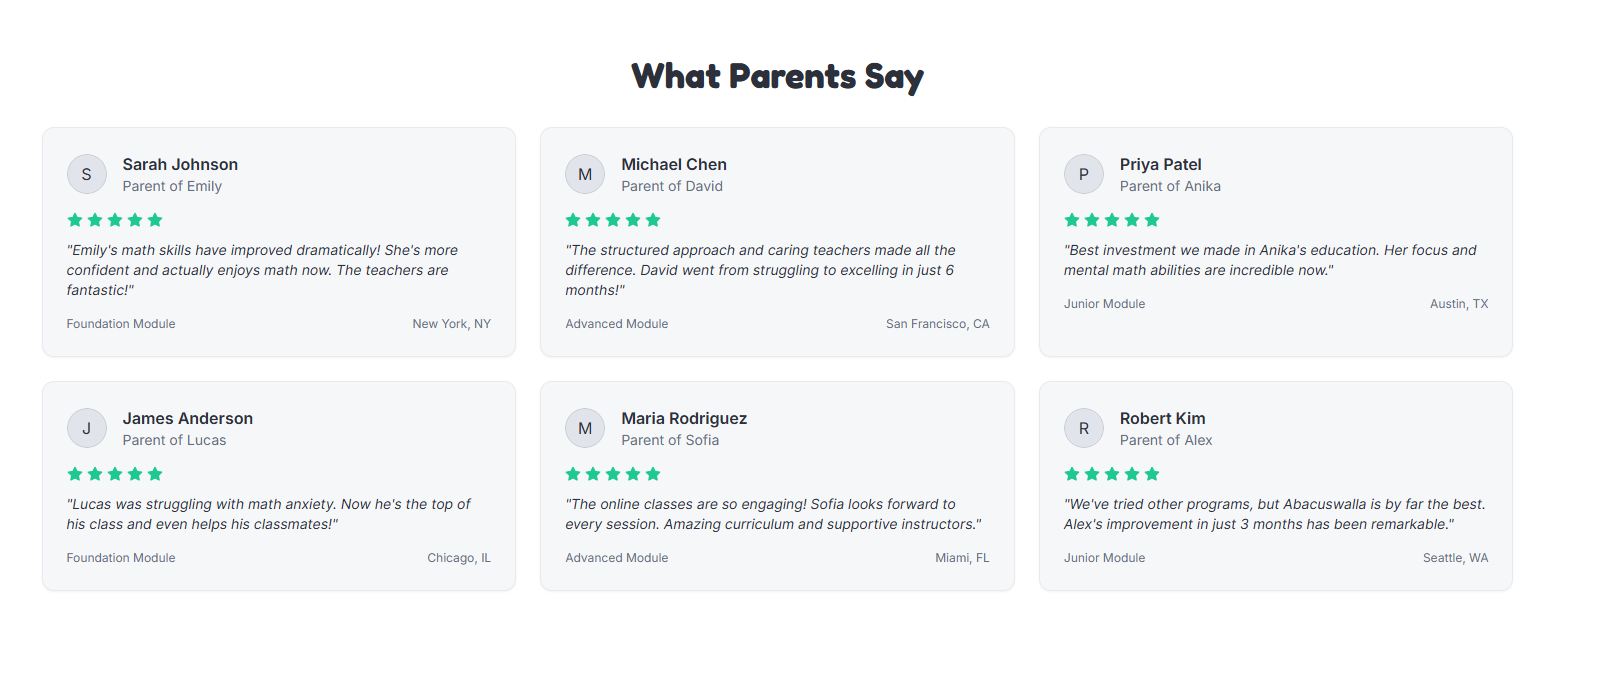 What Parents Say
S
Sarah Johnson
Parent of Emily
"Emily's math skills have improved dramatically! She's more
confident and actually enjoys math now. The teachers are
fantastic!"
Foundation Module
New York, NY
M
Michael Chen
Parent of David
"The structured approach and caring teachers made all the
difference. David went from struggling to excelling in just 6
months!"
Advanced Module
San Francisco, CA
P
Priya Patel
Parent of Anika
"Best investment we made in Anika's education. Her focus and
mental math abilities are incredible now."
Junior Module
Austin, TX
J
James Anderson
Parent of Lucas
"Lucas was struggling with math anxiety. Now he's the top of
his class and even helps his classmates!"
Foundation Module
Chicago, IL
M
Maria Rodriguez
Parent of Sofia
"The online classes are so engaging! Sofia looks forward to
every session. Amazing curriculum and supportive instructors."
Advanced Module
Miami, FL
R
Robert Kim
Parent of Alex
"We've tried other programs, but Abacuswalla is by far the best.
Alex's improvement in just 3 months has been remarkable."
Junior Module
Seattle, WA